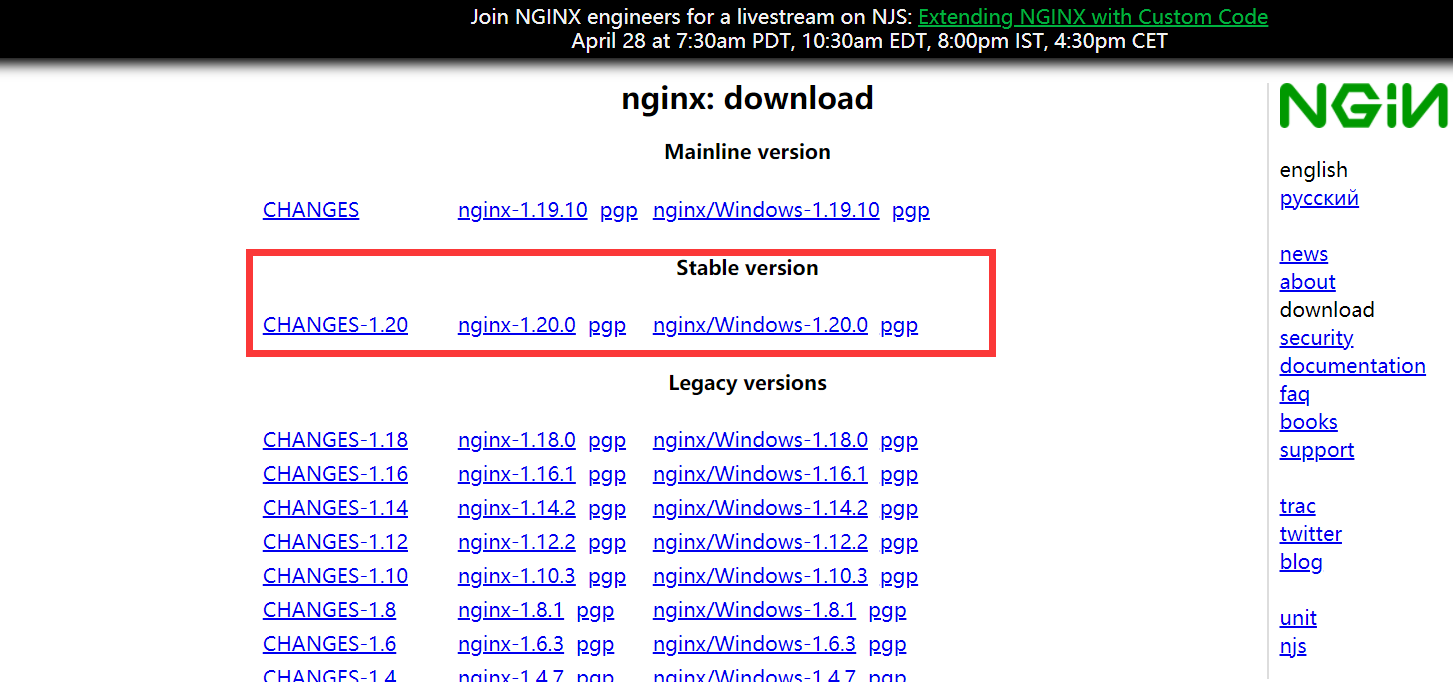 Join NGINX engineers for a livestream on NJS: Extending NGINX with Custom Code
April 28 at 7:30am PDT, 10:30am EDT, 8:00pm IST, 4:30pm CET
nginx: download
Mainline version
CHANGES nginx-1.19.10 pgp nginx/Windows-1.19.10 pgp
Stable version
CHANGES-1.20 nginx-1.20.0 pgp nginx/Windows-1.20.0 pgp
Legacy versions
CHANGES-1.18 nginx-1.18.0 pgp nginx/Windows-1.18.0 pgp
CHANGES-1.16 nginx-1.16.1 pgp nginx/Windows-1.16.1 pgp
CHANGES-1.14 nginx-1.14.2 pgp nginx/Windows-1.14.2 pgp
CHANGES-1.12 nginx-1.12.2 pgp nginx/Windows-1.12.2 pgp
CHANGES-1.10 nginx-1.10.3 pgp nginx/Windows-1.10.3 pgp
CHANGES-1.8 nginx-1.8.1 pgp nginx/Windows-1.8.1 pgp
CHANGES-1.6 nginx-1.6.3 pgp nginx/Windows-1.6.3 pgp
CHANGES-1.4 nginx-1.4.7 pgp nginx/Windows-1.4.7 pgp
NGiN
english
русский
news
about
download
security
documentation
faq
books
support
trac
twitter
blog
unit
njs